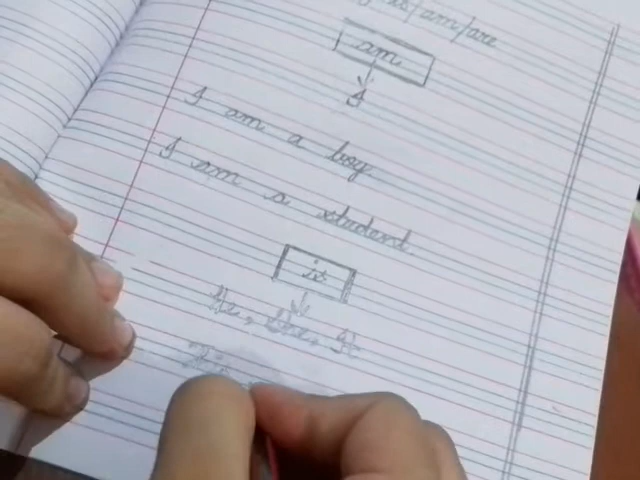 is/am/are
am
I
I am a boy
I am a student.
is
He, She, It